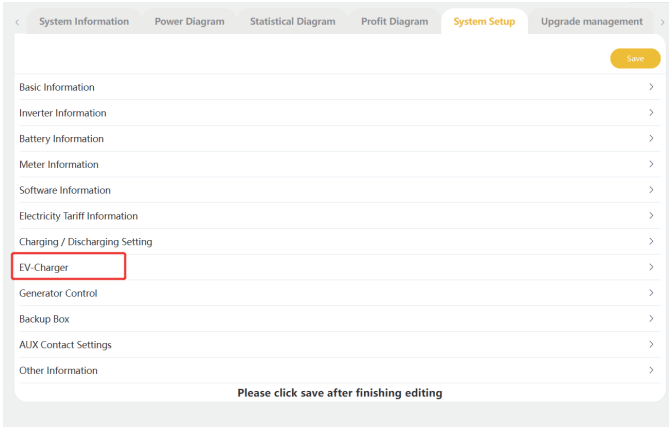 System Information Power Diagram Statistical Diagram Profit Diagram System Setup Upgrade management
Save
Basic Information
Inverter Information
Battery Information
Meter Information
Software Information
Electricity Tariff Information
Charging / Discharging Setting
EV-Charger
Generator Control
Backup Box
AUX Contact Settings
Other Information
Please click save after finishing editing